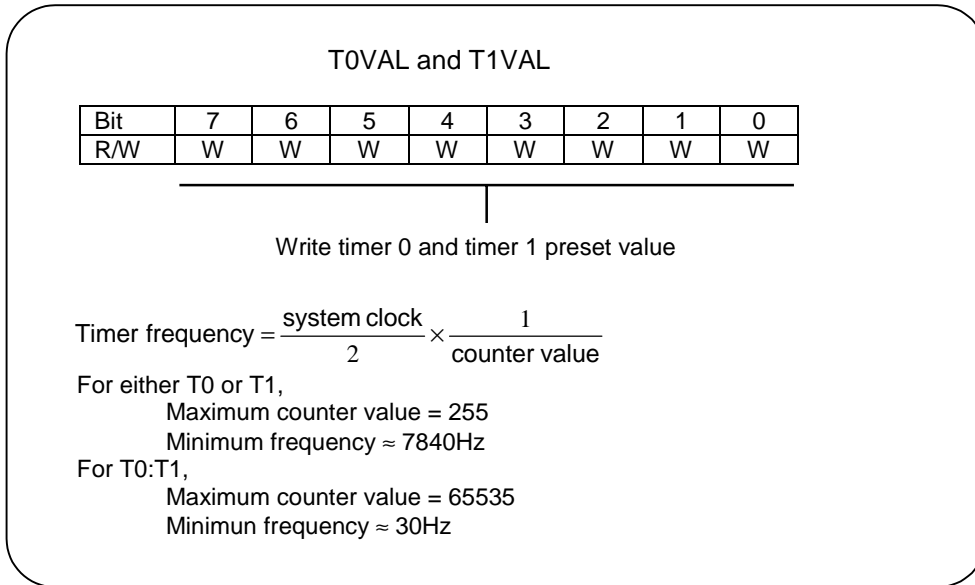 T0VAL and T1VAL
Bit 7 6 5 4 3 2 1 0
R/W W W W W W W W W
Write timer 0 and timer 1 preset value
Timer frequency = system clock / 2 × 1 / counter value
For either T0 or T1,
Maximum counter value = 255
Minimum frequency ≈ 7840Hz
For T0:T1,
Maximum counter value = 65535
Minimun frequency ≈ 30Hz